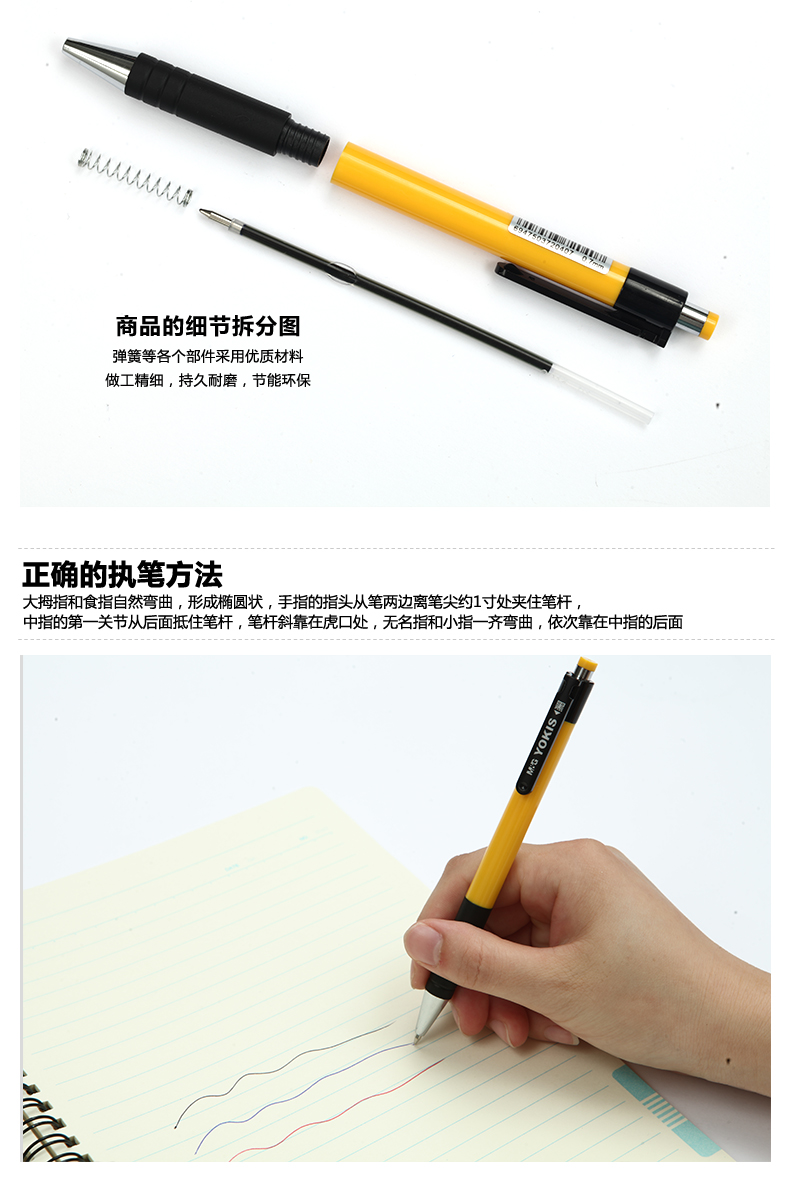 6947503720407 0.7mm
商品的细节拆分图
弹簧等各个部件采用优质材料
做工精细，持久耐磨，节能环保
正确的执笔方法
大拇指和食指自然弯曲，形成椭圆状，手指的指头从笔两边离笔尖约1寸处夹住笔杆，
中指的第一关节从后面抵住笔杆，笔杆斜靠在虎口处，无名指和小指一齐弯曲，依次靠在中指的后面
M&G YOKIS